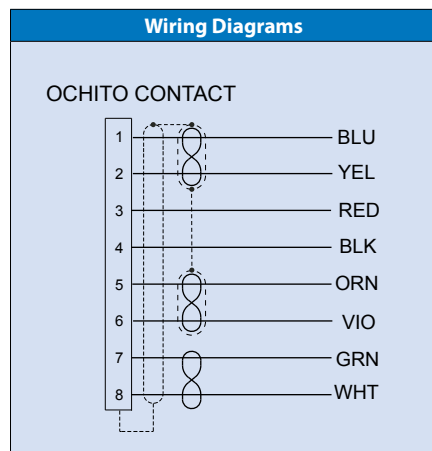 Wiring Diagrams
OCHITO CONTACT
1 BLU
2 YEL
3 RED
4 BLK
5 ORN
6 VIO
7 GRN
8 WHT